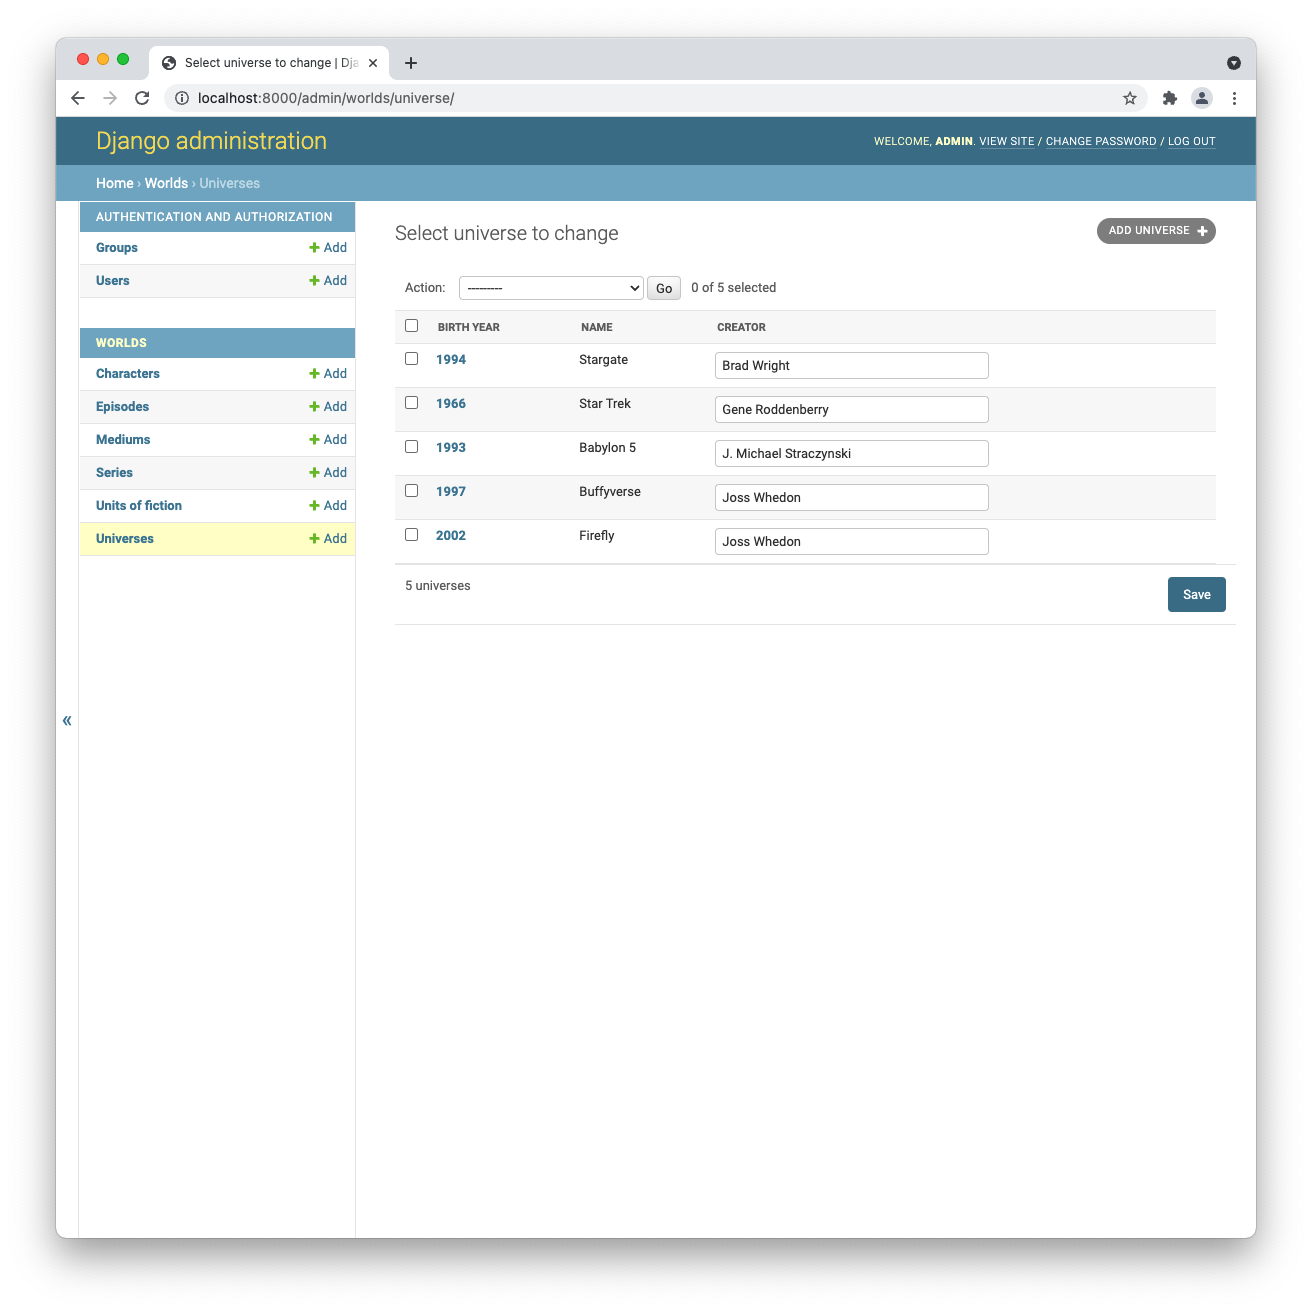 Select universe to change | Dja
localhost:8000/admin/worlds/universe/
Django administration
WELCOME, ADMIN. VIEW SITE / CHANGE PASSWORD / LOG OUT
Home › Worlds › Universes
AUTHENTICATION AND AUTHORIZATION
Groups + Add
Users + Add
WORLDS
Characters + Add
Episodes + Add
Mediums + Add
Series + Add
Units of fiction + Add
Universes + Add
«
Select universe to change
ADD UNIVERSE +
Action: --------- Go 0 of 5 selected
BIRTH YEAR NAME CREATOR
1994 Stargate Brad Wright
1966 Star Trek Gene Roddenberry
1993 Babylon 5 J. Michael Straczynski
1997 Buffyverse Joss Whedon
2002 Firefly Joss Whedon
5 universes
Save